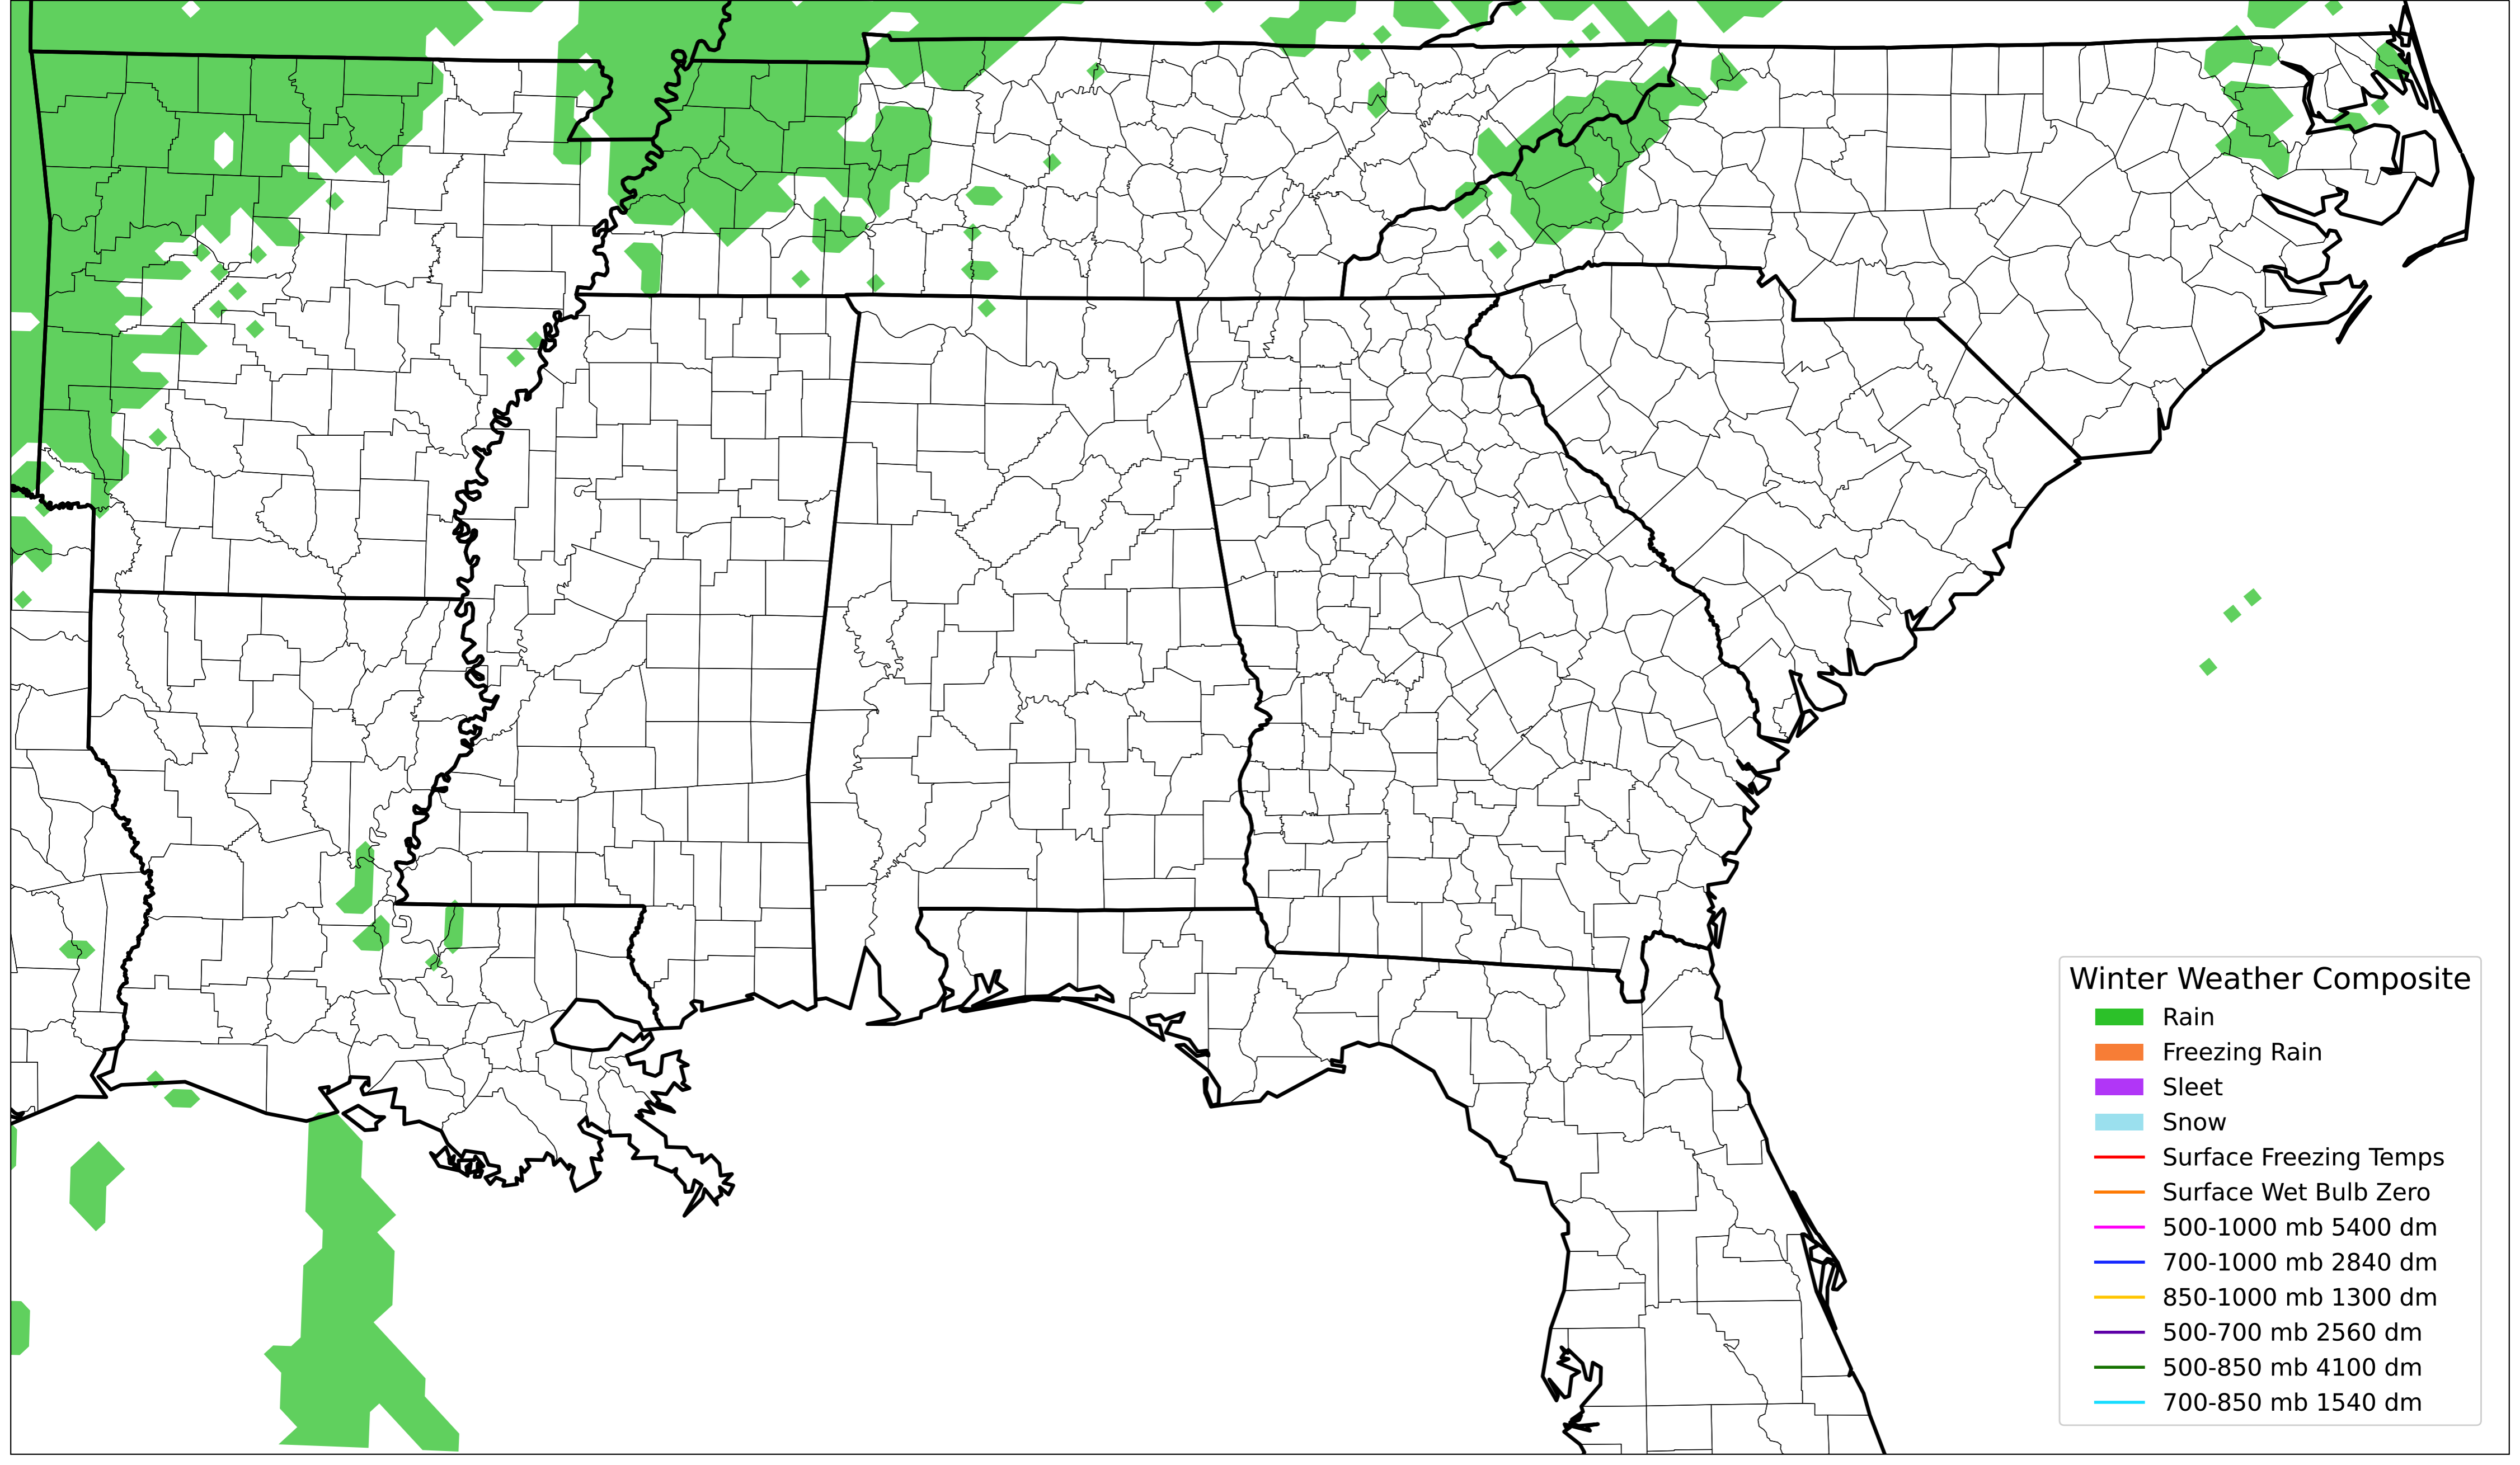 Winter Weather Composite
Rain
Freezing Rain
Sleet
Snow
Surface Freezing Temps
Surface Wet Bulb Zero
500-1000 mb 5400 dm
700-1000 mb 2840 dm
850-1000 mb 1300 dm
500-700 mb 2560 dm
500-850 mb 4100 dm
700-850 mb 1540 dm